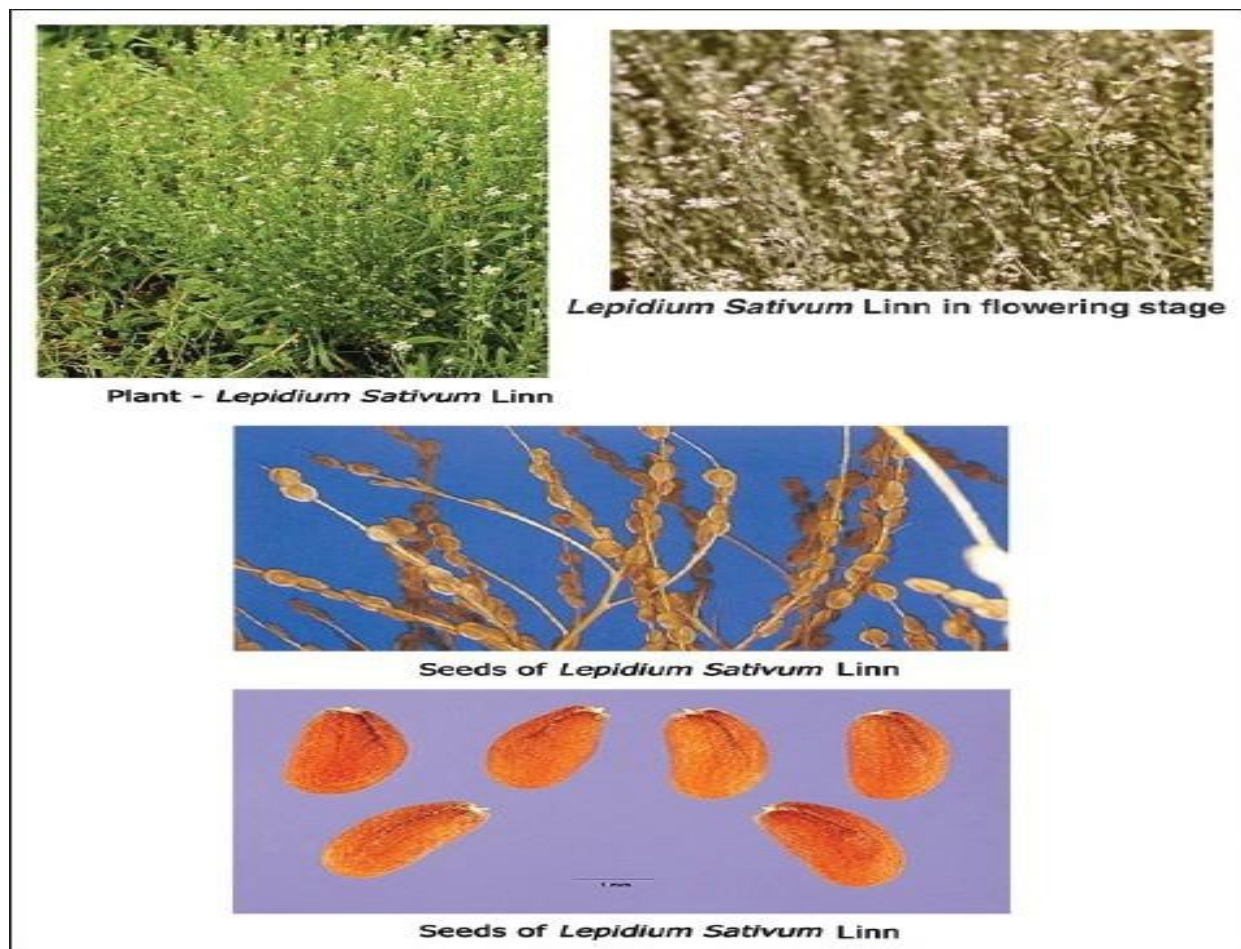 Lepidium Sativum Linn in flowering stage
Plant - Lepidium Sativum Linn
Seeds of Lepidium Sativum Linn
Seeds of Lepidium Sativum Linn